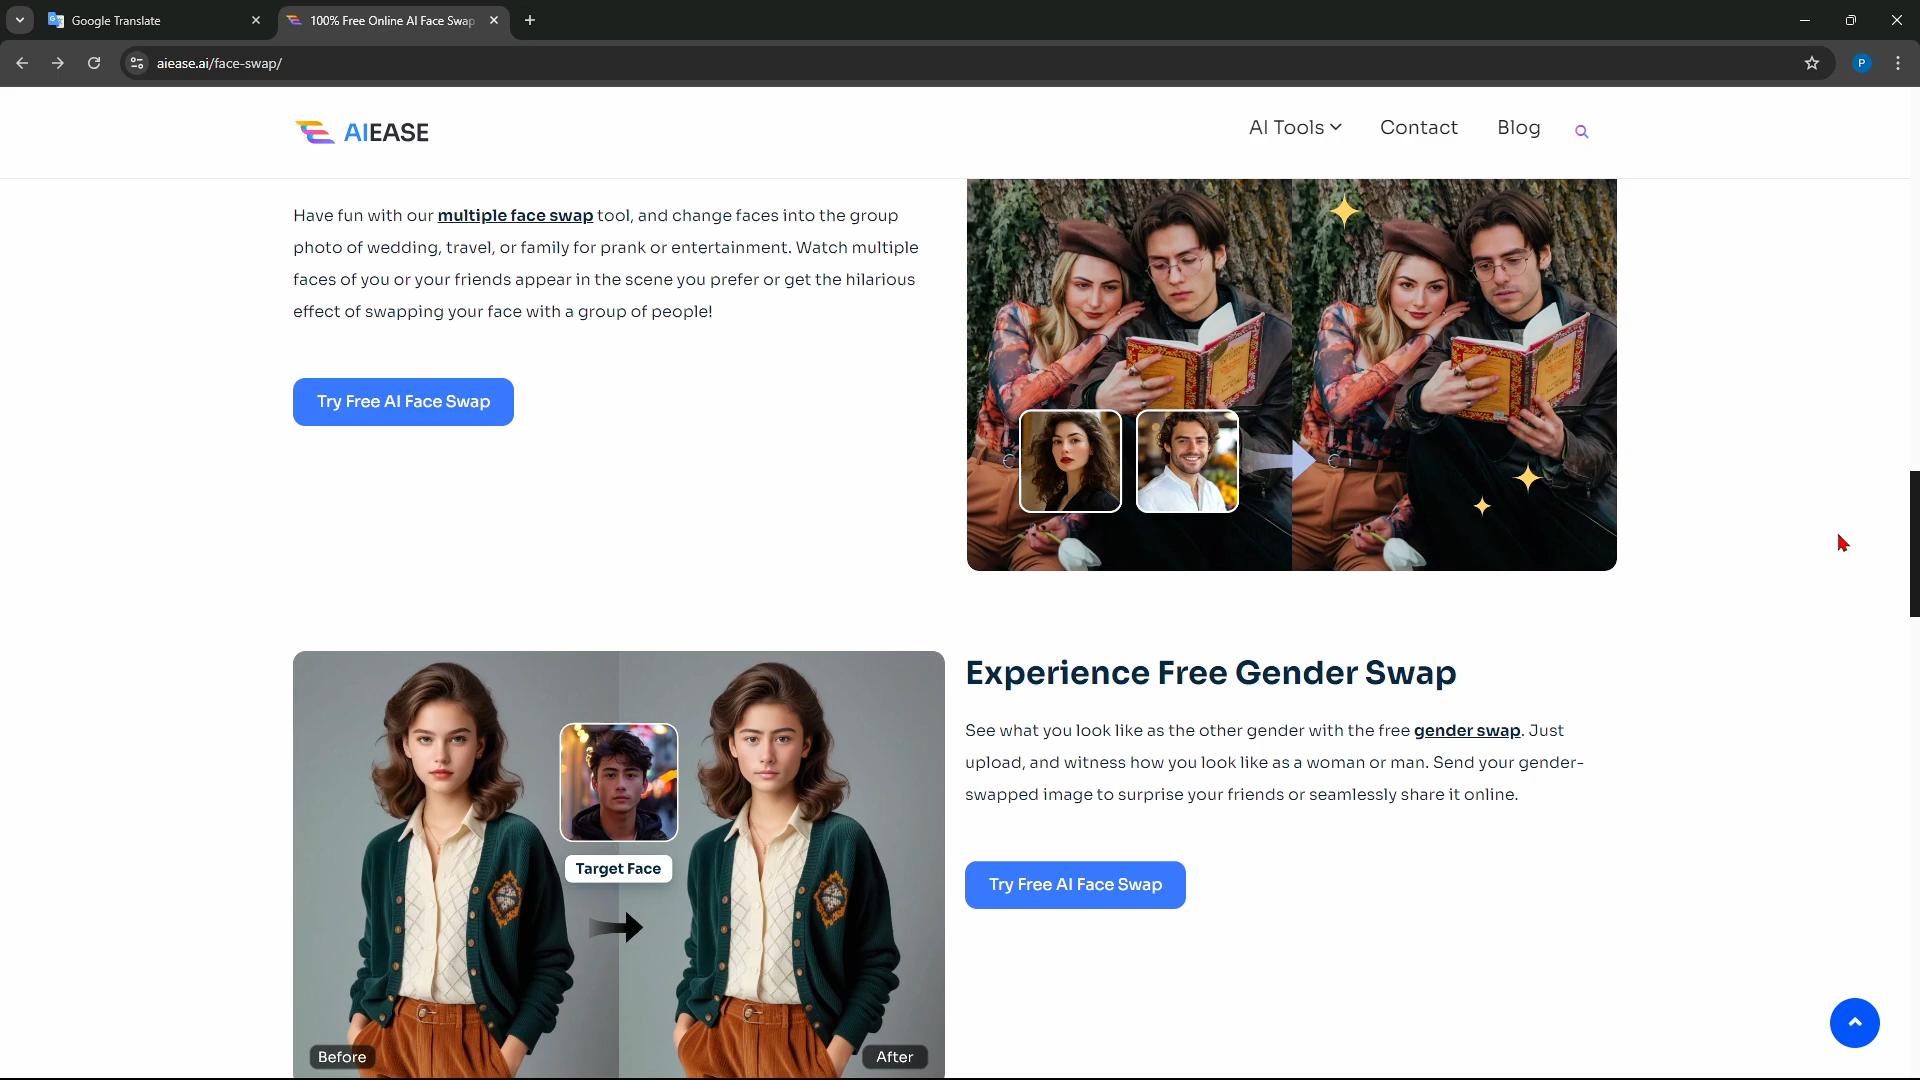 Google Translate
100% Free Online AI Face Swap
aiease.ai/face-swap/
P
AIEASE
AI Tools
Contact
Blog
Have fun with our multiple face swap tool, and change faces into the group
photo of wedding, travel, or family for prank or entertainment. Watch multiple
faces of you or your friends appear in the scene you prefer or get the hilarious
effect of swapping your face with a group of people!
Try Free AI Face Swap
Target Face
Before
After
Experience Free Gender Swap
See what you look like as the other gender with the free gender swap. Just
upload, and witness how you look like as a woman or man. Send your gender-
swapped image to surprise your friends or seamlessly share it online.
Try Free AI Face Swap